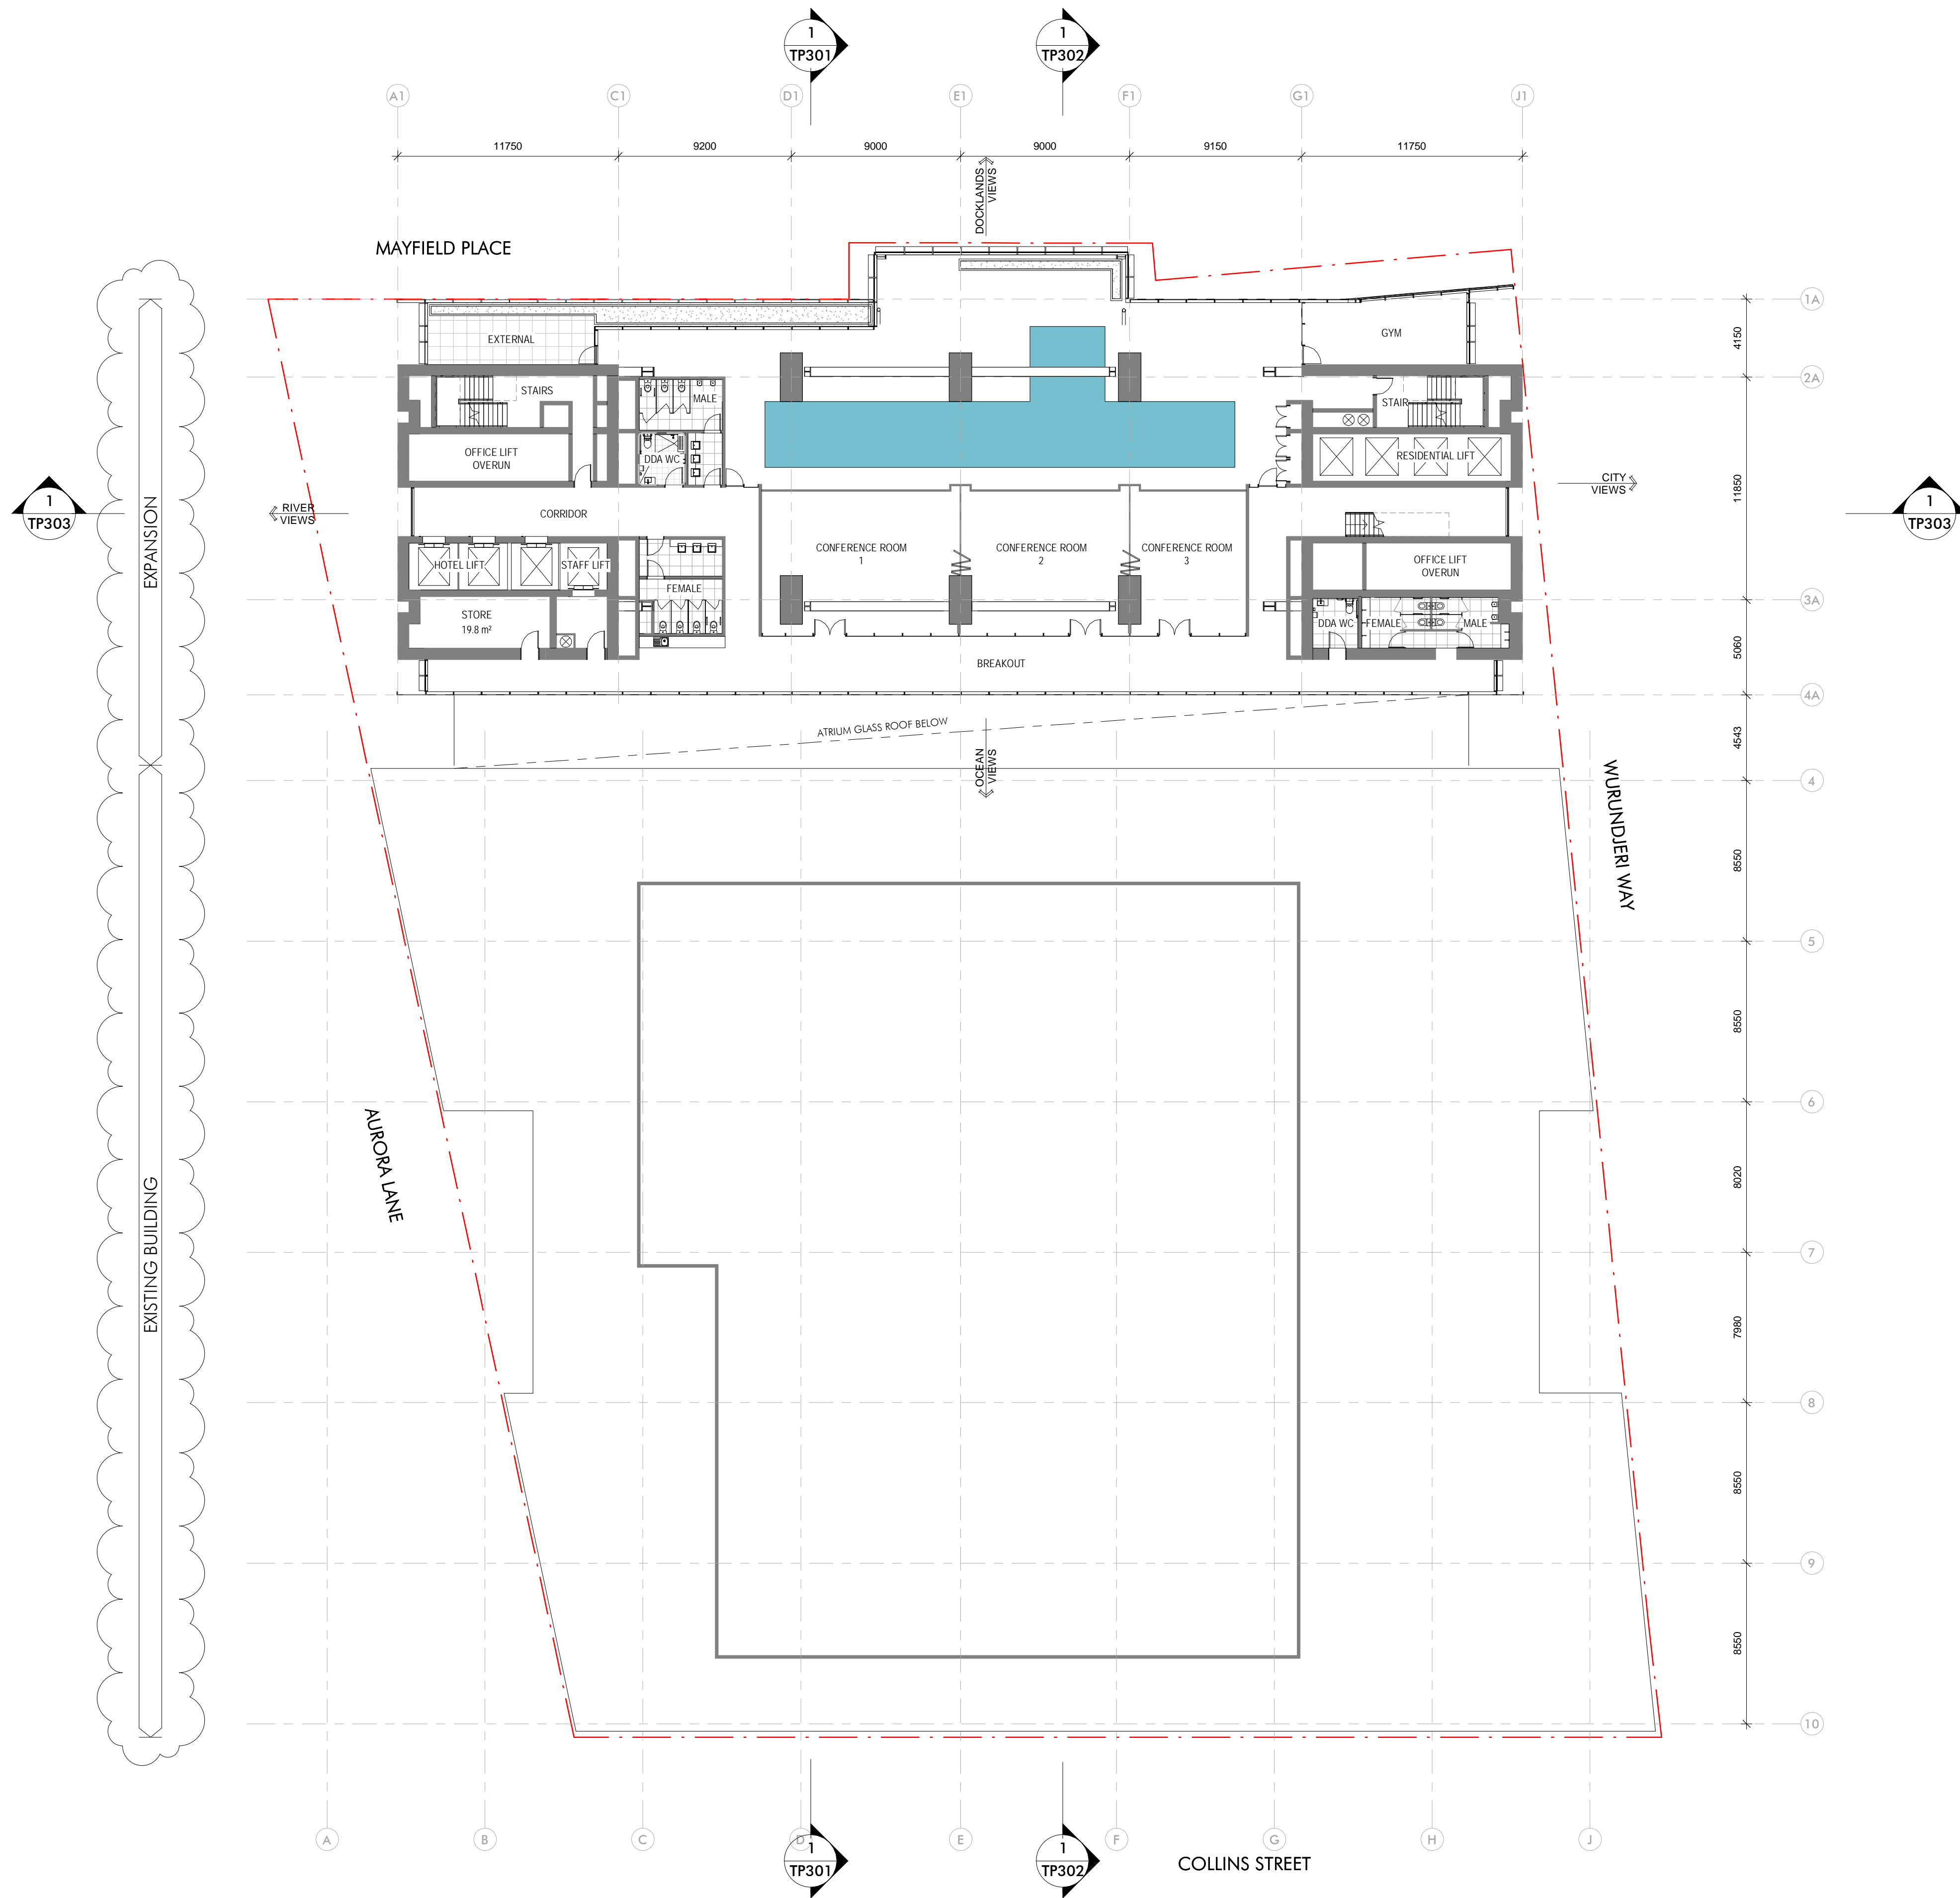 1
TP301
1
TP302
A1
C1
D1
E1
F1
G1
J1
11750
9200
9000
9000
9150
11750
DOCKLANDS
VIEWS
MAYFIELD PLACE
1A
EXTERNAL
GYM
4150
2A
STAIRS
MALE
STAIR
OFFICE LIFT
OVERUN
DDA WC
RESIDENTIAL LIFT
CITY
VIEWS
11850
1
TP303
EXPANSION
RIVER
VIEWS
CORRIDOR
1
TP303
CONFERENCE ROOM
1
CONFERENCE ROOM
2
CONFERENCE ROOM
3
HOTEL LIFT
STAFF LIFT
OFFICE LIFT
OVERUN
FEMALE
3A
STORE
19.8 m²
DDA WC
FEMALE
MALE
5060
BREAKOUT
4A
ATRIUM GLASS ROOF BELOW
4543
OCEAN
VIEWS
4
WURUNDJERI WAY
8550
5
8550
6
AURORA LANE
8020
EXISTING BUILDING
7
7980
8
8550
9
8550
10
A
B
C
D
E
F
G
H
J
1
TP301
1
TP302
COLLINS STREET